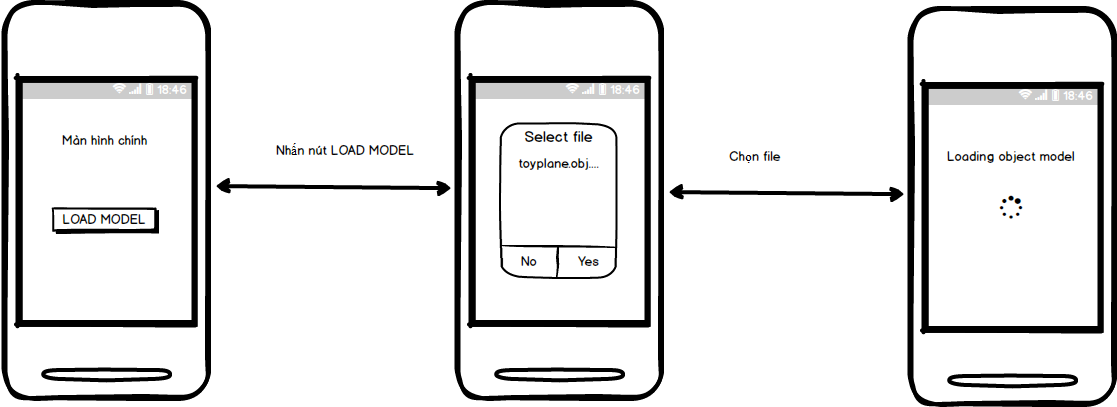 18:46
Màn hình chính
LOAD MODEL
Nhấn nút LOAD MODEL
18:46
Select file
toyplane.obj....
No
Yes
Chọn file
18:46
Loading object model